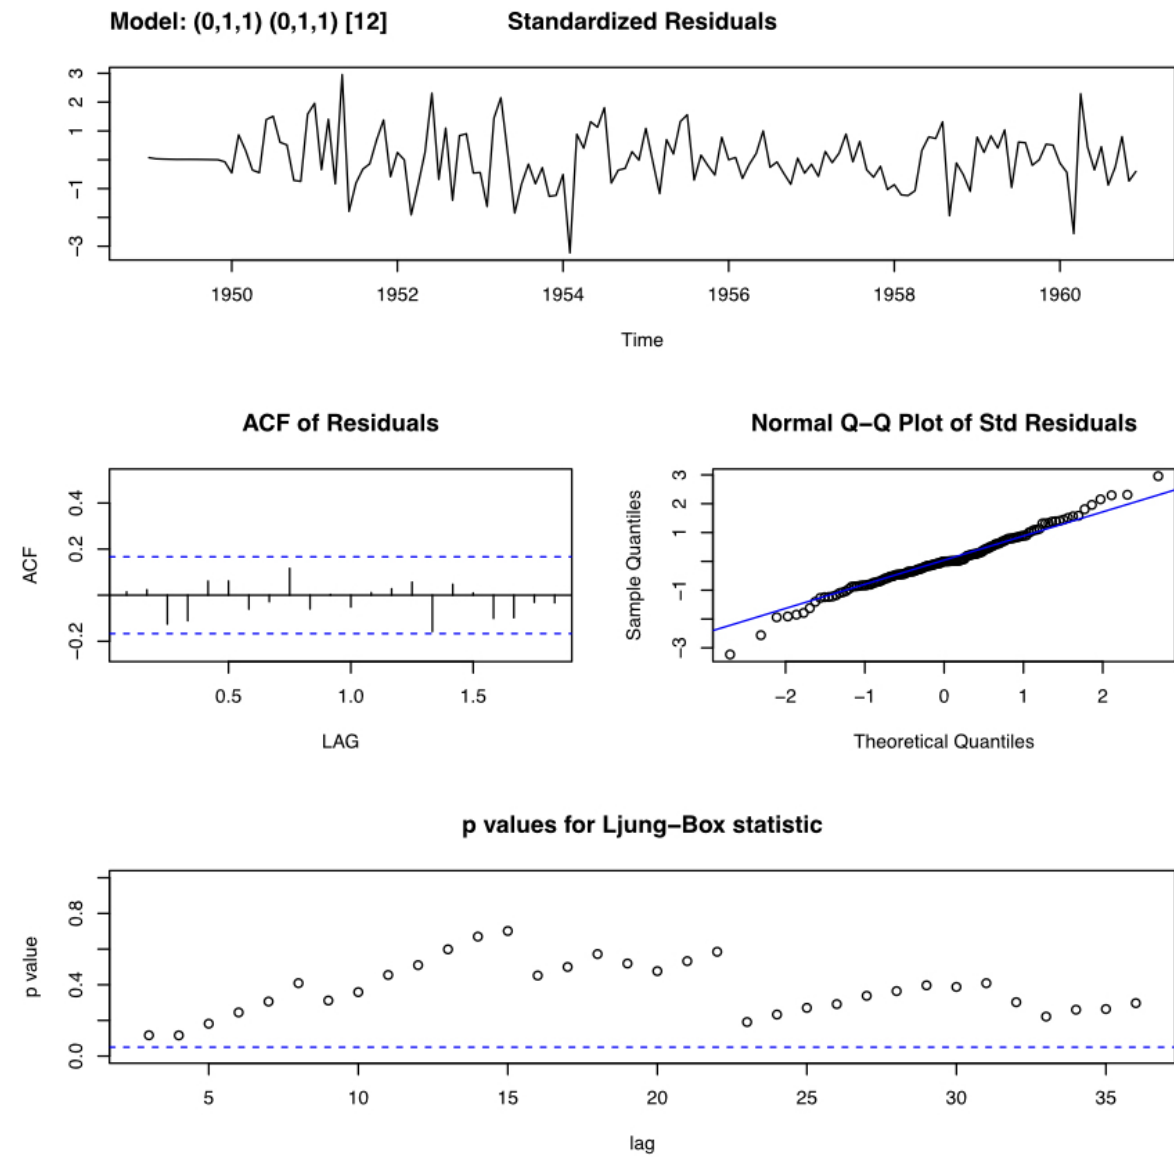 Model: (0,1,1) (0,1,1) [12] Standardized Residuals
3
2
1
−1
−3
1950 1952 1954 1956 1958 1960
Time
ACF of Residuals
ACF
0.4
0.2
−0.2
0.5 1.0 1.5
LAG
Normal Q−Q Plot of Std Residuals
Sample Quantiles
3
2
1
−1
−3
−2 −1 0 1 2
Theoretical Quantiles
p values for Ljung−Box statistic
p value
0.8
0.4
0.0
5 10 15 20 25 30 35
lag